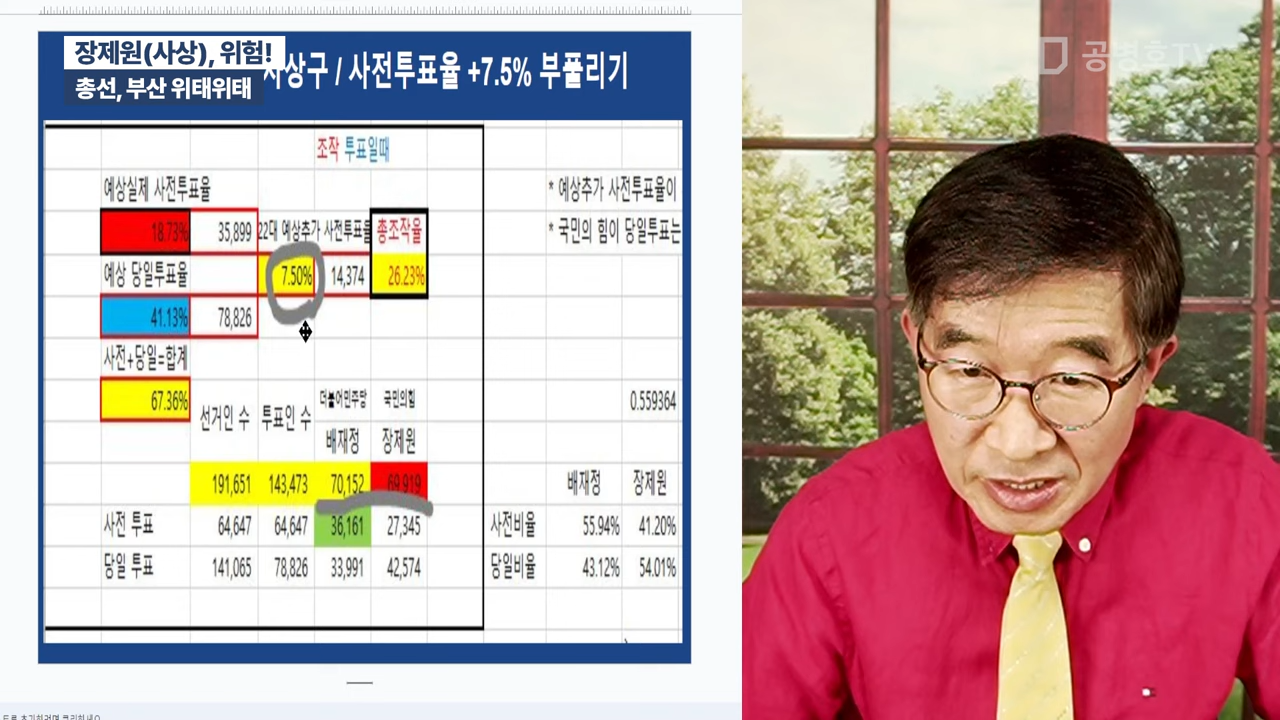 장제원(사상), 위험!
총선, 부산 위태위태
사상구 / 사전투표율 +7.5% 부풀리기
공병호TV
조작 투표일때
예상실제 사전투표율
* 예상추가 사전투표율이
18.73% 35,899 22대 예상추가 사전투표율 총조작율
* 국민의 힘이 당일투표는
예상 당일투표율 7.50% 14,374 26.23%
41.13% 78,826
사전+당일=합계
67.36% 선거인 수 투표인 수 더불어민주당 국민의힘 0.559364
배재정 장제원
191,651 143,473 70,152 69,919 배재정 장제원
사전 투표 64,647 64,647 36,161 27,345 사전비율 55.94% 41.20%
당일 투표 141,065 78,826 33,991 42,574 당일비율 43.12% 54.01%